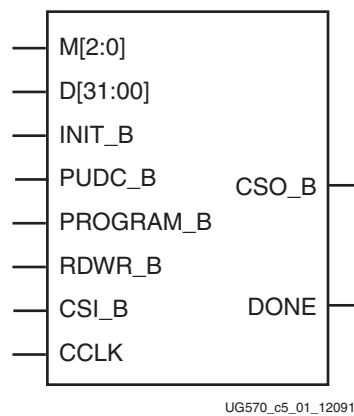 M[2:0]
D[31:00]
INIT_B
PUDC_B
CSO_B
PROGRAM_B
RDWR_B
CSI_B
DONE
CCLK
UG570_c5_01_12091